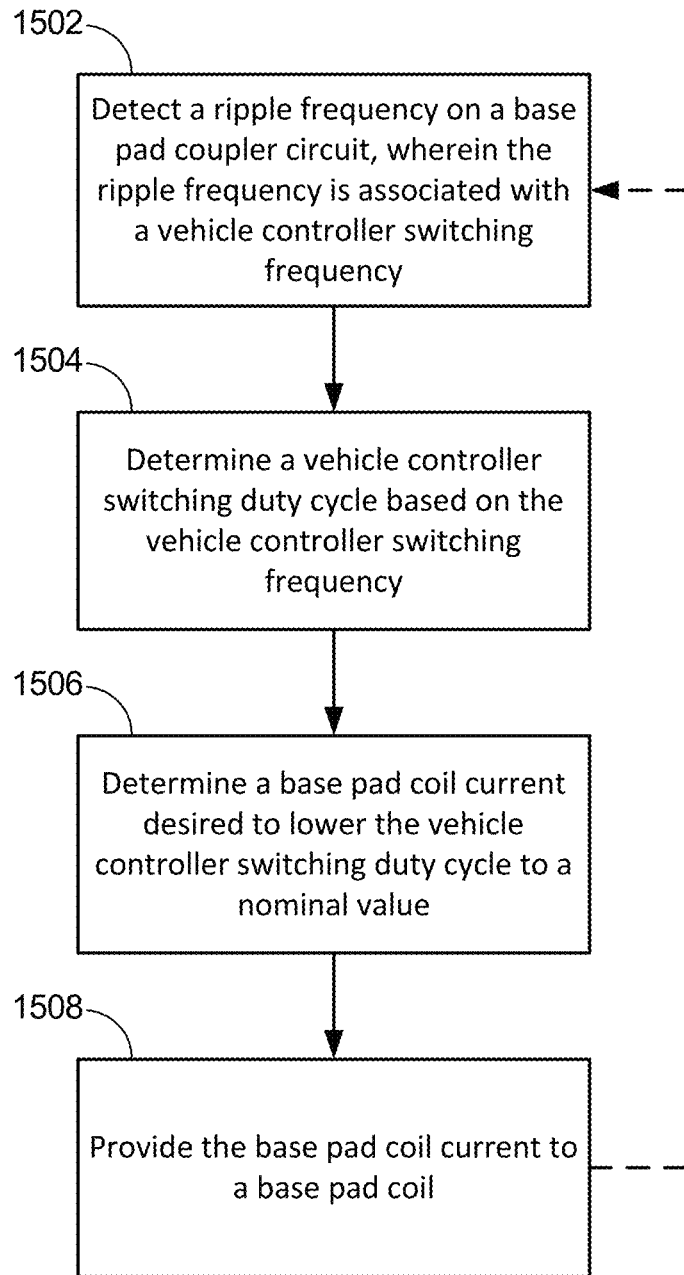 1502
Detect a ripple frequency on a base
pad coupler circuit, wherein the
ripple frequency is associated with
a vehicle controller switching
frequency
1504
Determine a vehicle controller
switching duty cycle based on the
vehicle controller switching
frequency
1506
Determine a base pad coil current
desired to lower the vehicle
controller switching duty cycle to a
nominal value
1508
Provide the base pad coil current to
a base pad coil